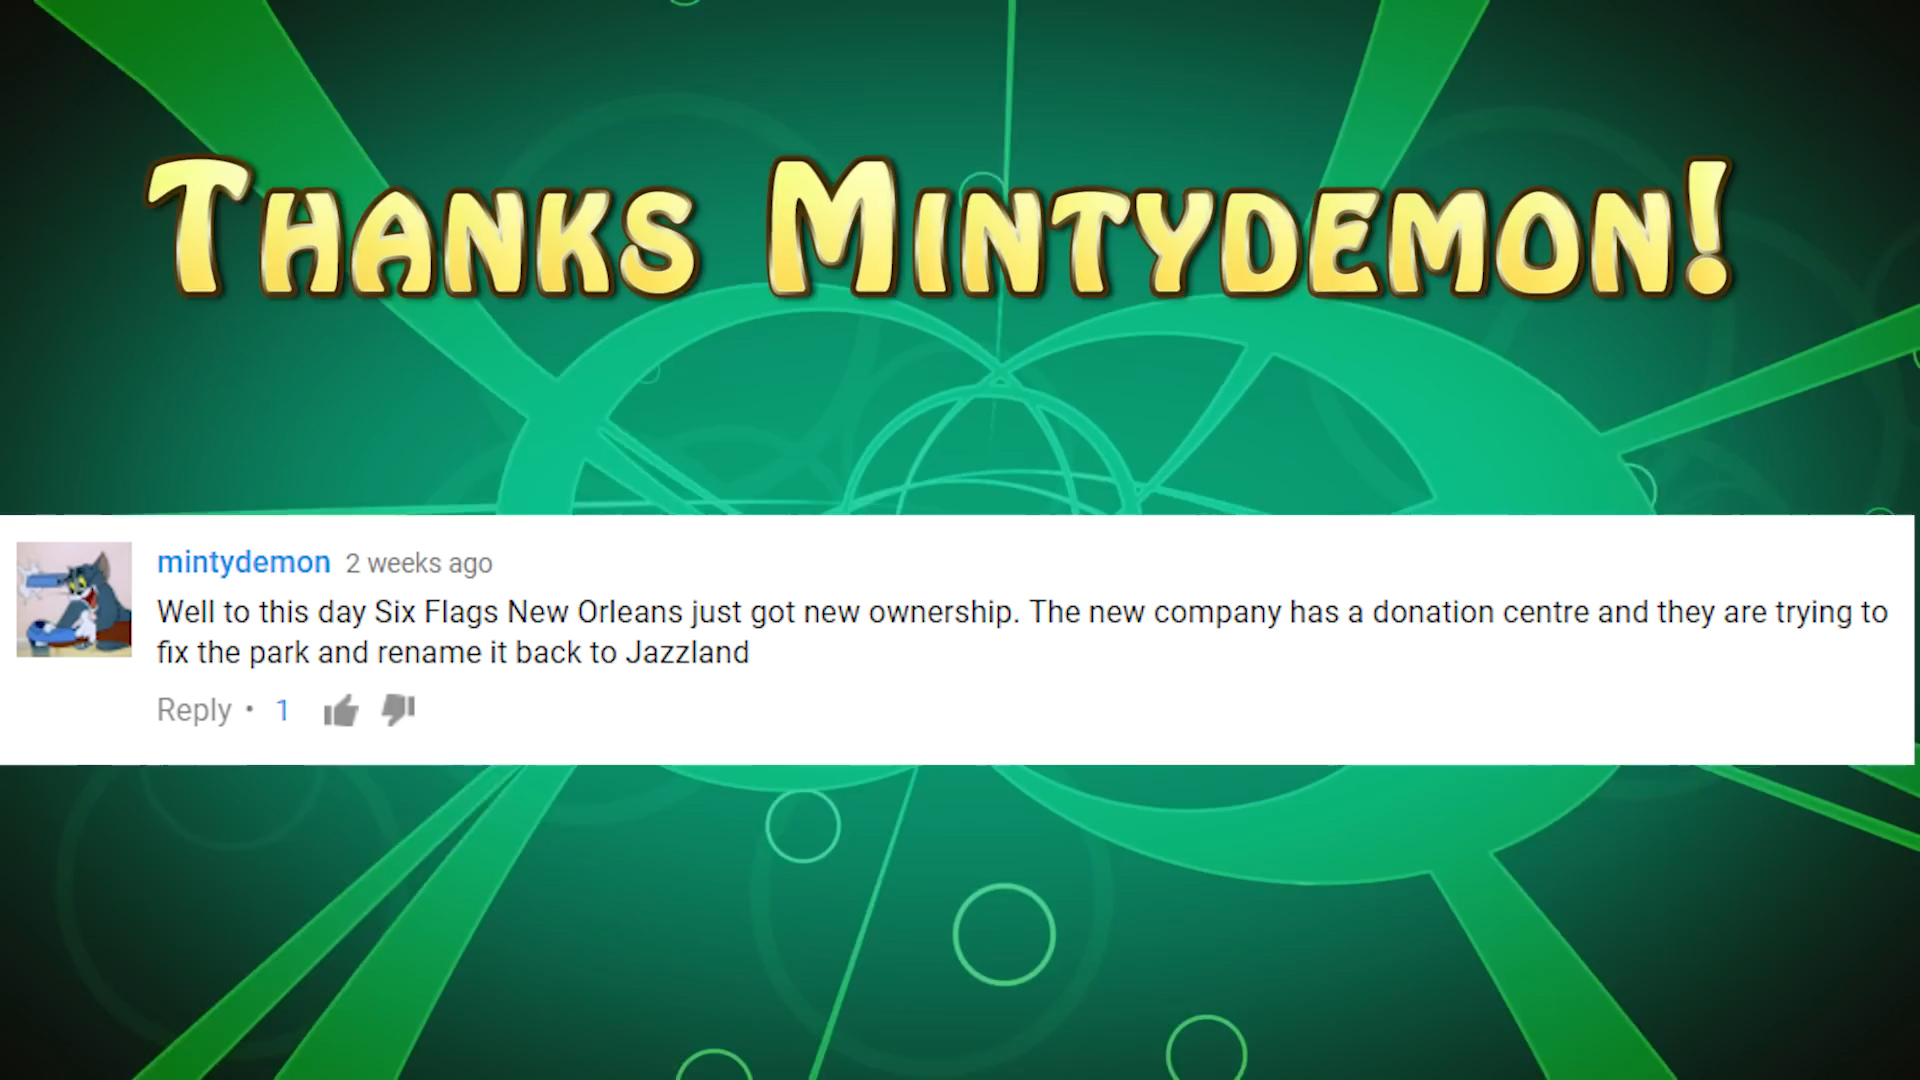 Thanks Mintydemon!
mintydemon 2 weeks ago
Well to this day Six Flags New Orleans just got new ownership. The new company has a donation centre and they are trying to
fix the park and rename it back to Jazzland
Reply • 1